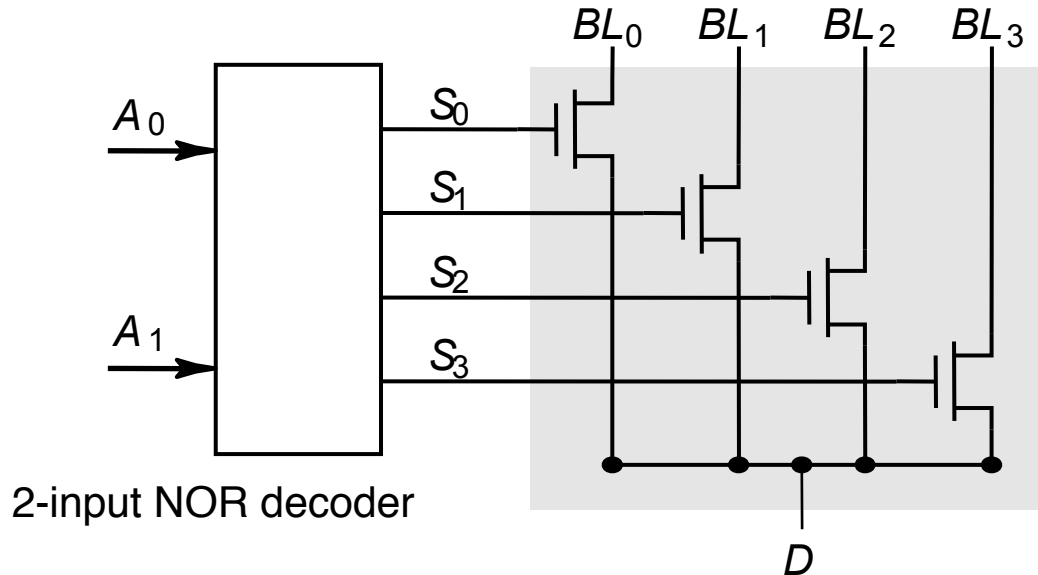 BL0 BL1 BL2 BL3
A0
S0
S1
S2
A1
S3
2-input NOR decoder
D